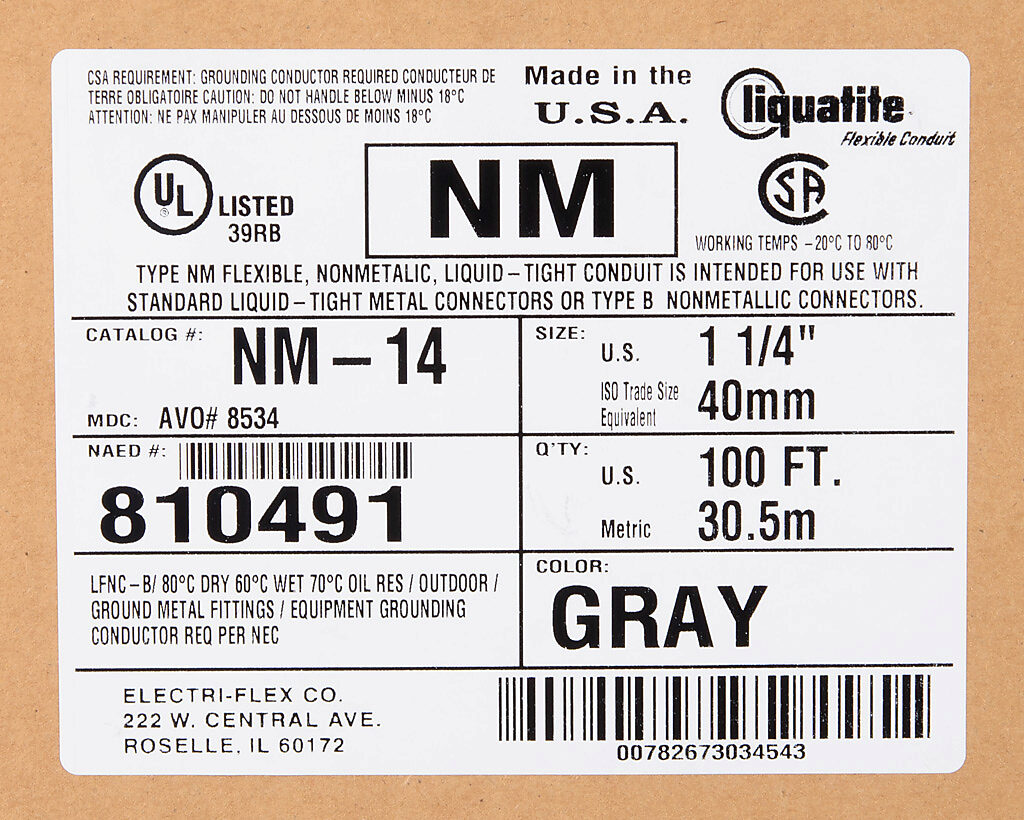 CSA REQUIREMENT: GROUNDING CONDUCTOR REQUIRED CONDUCTEUR DE
TERRE OBLIGATOIRE CAUTION: DO NOT HANDLE BELOW MINUS 18°C
ATTENTION: NE PAX MANIPULER AU DESSOUS DE MOINS 18°C
Made in the
U.S.A.
liquatite
Flexible Conduit
UL ®
LISTED
39RB
NM
SA
WORKING TEMPS -20°C TO 80°C
TYPE NM FLEXIBLE, NONMETALIC, LIQUID-TIGHT CONDUIT IS INTENDED FOR USE WITH
STANDARD LIQUID-TIGHT METAL CONNECTORS OR TYPE B NONMETALLIC CONNECTORS.
CATALOG #: NM-14
MDC: AVO# 8534
SIZE: U.S. 1 1/4"
ISO Trade Size
Equivalent 40mm
NAED #:
810491
Q'TY: U.S. 100 FT.
Metric 30.5m
LFNC-B/ 80°C DRY 60°C WET 70°C OIL RES / OUTDOOR /
GROUND METAL FITTINGS / EQUIPMENT GROUNDING
CONDUCTOR REQ PER NEC
COLOR:
GRAY
ELECTRI-FLEX CO.
222 W. CENTRAL AVE.
ROSELLE, IL 60172
00782673034543